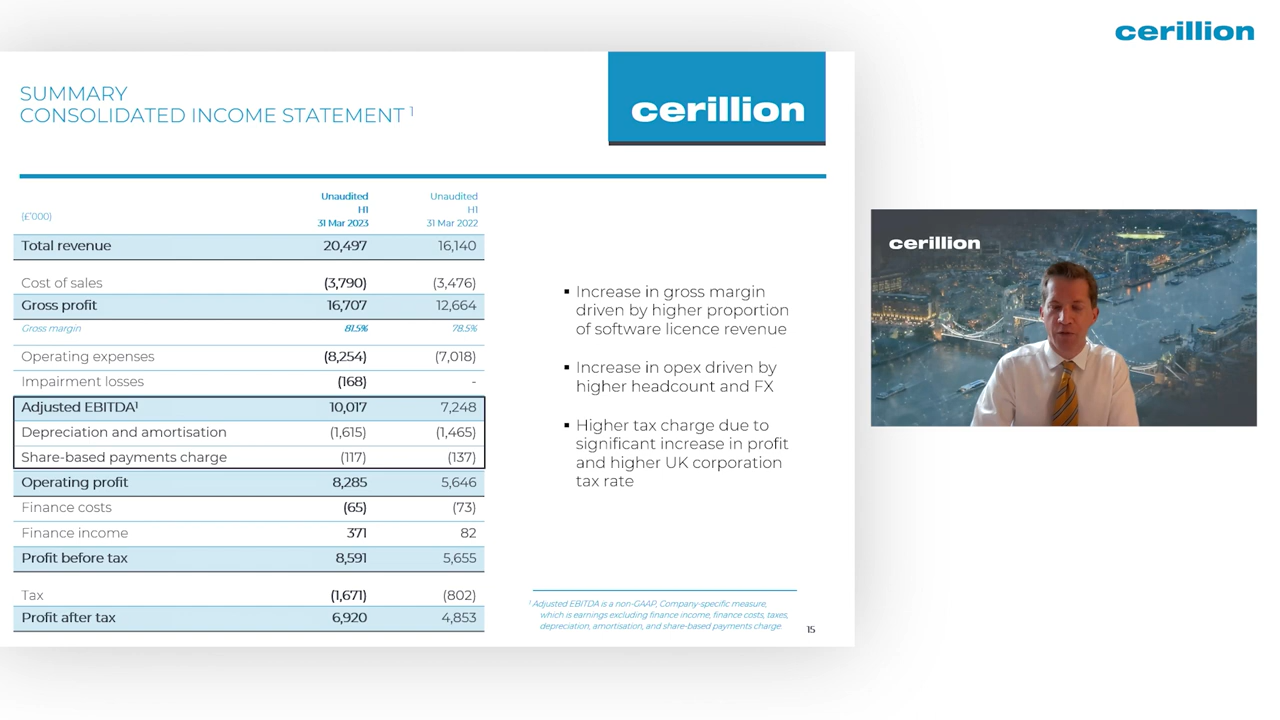 cerillion
SUMMARY
CONSOLIDATED INCOME STATEMENT ¹
cerillion
(£'000)
Unaudited H1 31 Mar 2023
Unaudited H1 31 Mar 2022
Total revenue 20,497 16,140
Cost of sales (3,790) (3,476)
Gross profit 16,707 12,664
Gross margin 81.5% 78.5%
Operating expenses (8,254) (7,018)
Impairment losses (168) -
Adjusted EBITDA¹ 10,017 7,248
Depreciation and amortisation (1,615) (1,465)
Share-based payments charge (117) (137)
Operating profit 8,285 5,646
Finance costs (65) (73)
Finance income 371 82
Profit before tax 8,591 5,655
Tax (1,671) (802)
Profit after tax 6,920 4,853
▪ Increase in gross margin
driven by higher proportion
of software licence revenue
▪ Increase in opex driven by
higher headcount and FX
▪ Higher tax charge due to
significant increase in profit
and higher UK corporation
tax rate
¹ Adjusted EBITDA is a non-GAAP, Company-specific measure,
which is earnings excluding finance income, finance costs, taxes,
depreciation, amortisation, and share-based payments charge.
15
cerillion